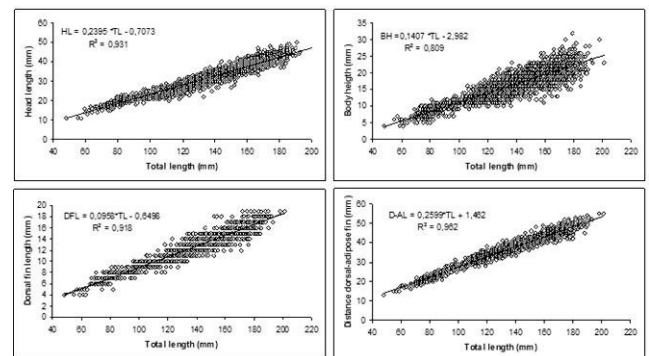 HL = 0,2395 *TL - 0,7073
R² = 0,931
Head length (mm)
60
50
40
30
20
10
0
40 60 80 100 120 140 160 180 200
Total length (mm)
BH = 0,1407 *TL - 2,982
R² = 0,809
Body heigth (mm)
35
30
25
20
15
10
5
0
40 60 80 100 120 140 160 180 200 220
Total length (mm)
DFL = 0,0958*TL - 0,6498
R² = 0,918
Dorsal fin length (mm)
20
18
16
14
12
10
8
6
4
2
0
40 60 80 100 120 140 160 180 200 220
Total length (mm)
D-AL = 0,2599*TL + 1,462
R² = 0,962
Distance dorsal-adipose fin (mm)
60
50
40
30
20
10
0
40 60 80 100 120 140 160 180 200 220
Total length (mm)